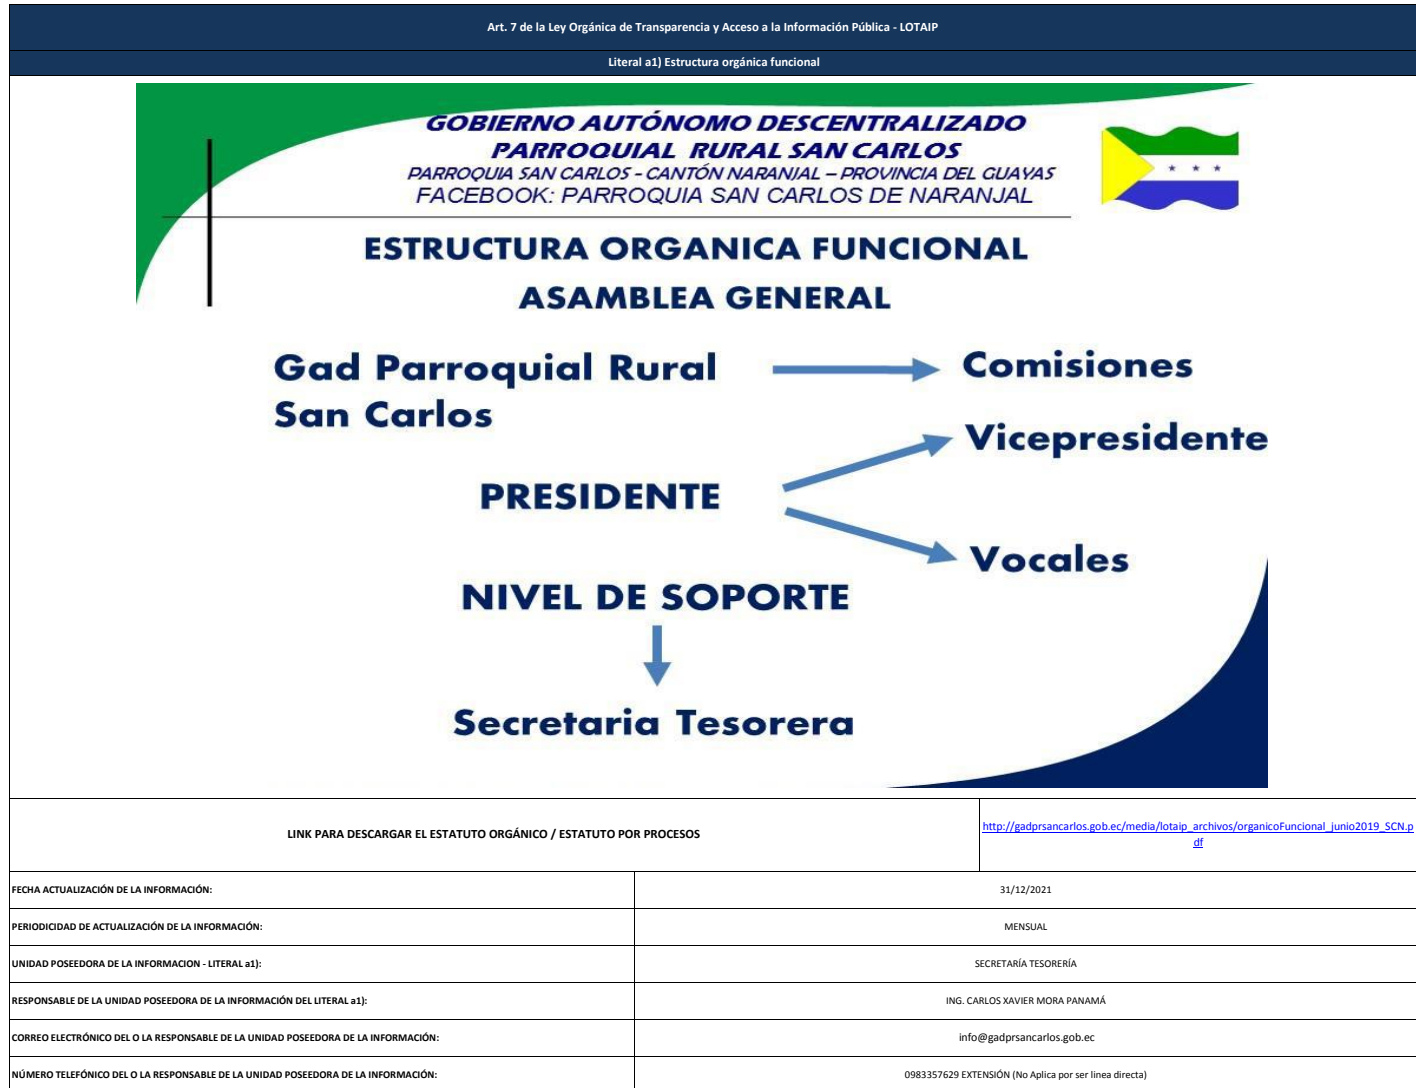 Art. 7 de la Ley Orgánica de Transparencia y Acceso a la Información Pública - LOTAIP
Literal a1) Estructura orgánica funcional
GOBIERNO AUTÓNOMO DESCENTRALIZADO
PARROQUIAL RURAL SAN CARLOS
PARROQUIA SAN CARLOS - CANTÓN NARANJAL – PROVINCIA DEL GUAYAS
FACEBOOK: PARROQUIA SAN CARLOS DE NARANJAL
ESTRUCTURA ORGANICA FUNCIONAL
ASAMBLEA GENERAL
Gad Parroquial Rural
San Carlos
Comisiones
Vicepresidente
PRESIDENTE
Vocales
NIVEL DE SOPORTE
Secretaria Tesorera
LINK PARA DESCARGAR EL ESTATUTO ORGÁNICO / ESTATUTO POR PROCESOS
http://gadprsancarlos.gob.ec/media/lotaip_archivos/organicoFuncional_junio2019_SCN.p
df
FECHA ACTUALIZACIÓN DE LA INFORMACIÓN: 31/12/2021
PERIODICIDAD DE ACTUALIZACIÓN DE LA INFORMACIÓN: MENSUAL
UNIDAD POSEEDORA DE LA INFORMACION - LITERAL a1): SECRETARÍA TESORERÍA
RESPONSABLE DE LA UNIDAD POSEEDORA DE LA INFORMACIÓN DEL LITERAL a1): ING. CARLOS XAVIER MORA PANAMÁ
CORREO ELECTRÓNICO DEL O LA RESPONSABLE DE LA UNIDAD POSEEDORA DE LA INFORMACIÓN: info@gadprsancarlos.gob.ec
NÚMERO TELEFÓNICO DEL O LA RESPONSABLE DE LA UNIDAD POSEEDORA DE LA INFORMACIÓN: 0983357629 EXTENSIÓN (No Aplica por ser linea directa)